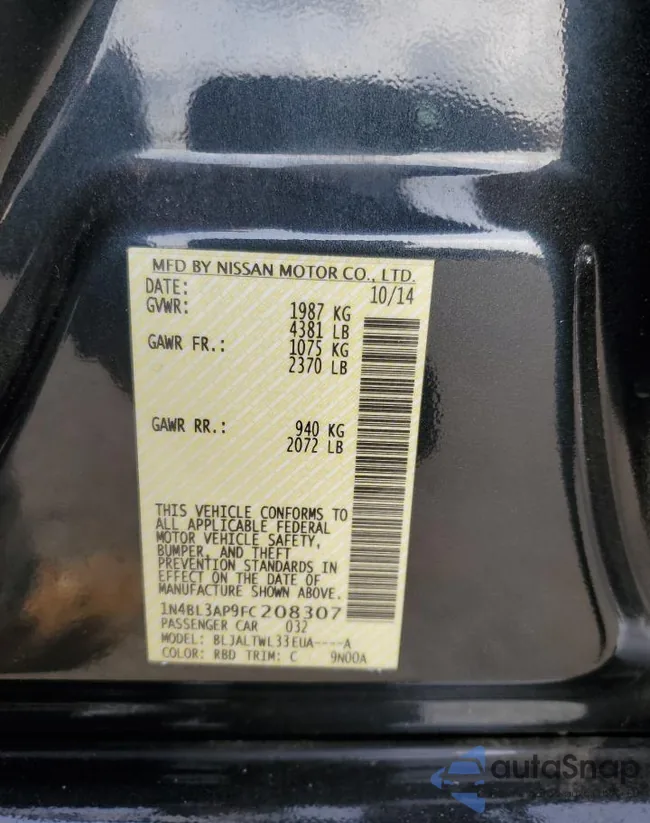 MFD BY NISSAN MOTOR CO., LTD.
DATE: 10/14
GVWR: 1987 KG
4381 LB
GAWR FR.: 1075 KG
2370 LB
GAWR RR.: 940 KG
2072 LB
THIS VEHICLE CONFORMS TO
ALL APPLICABLE FEDERAL
MOTOR VEHICLE SAFETY,
BUMPER, AND THEFT
PREVENTION STANDARDS IN
EFFECT ON THE DATE OF
MANUFACTURE SHOWN ABOVE.
1N4BL3AP9FC208307
PASSENGER CAR 032
MODEL: BLJALTWL33EUA----A
COLOR: RBD TRIM: C 9N00A
autoSnap